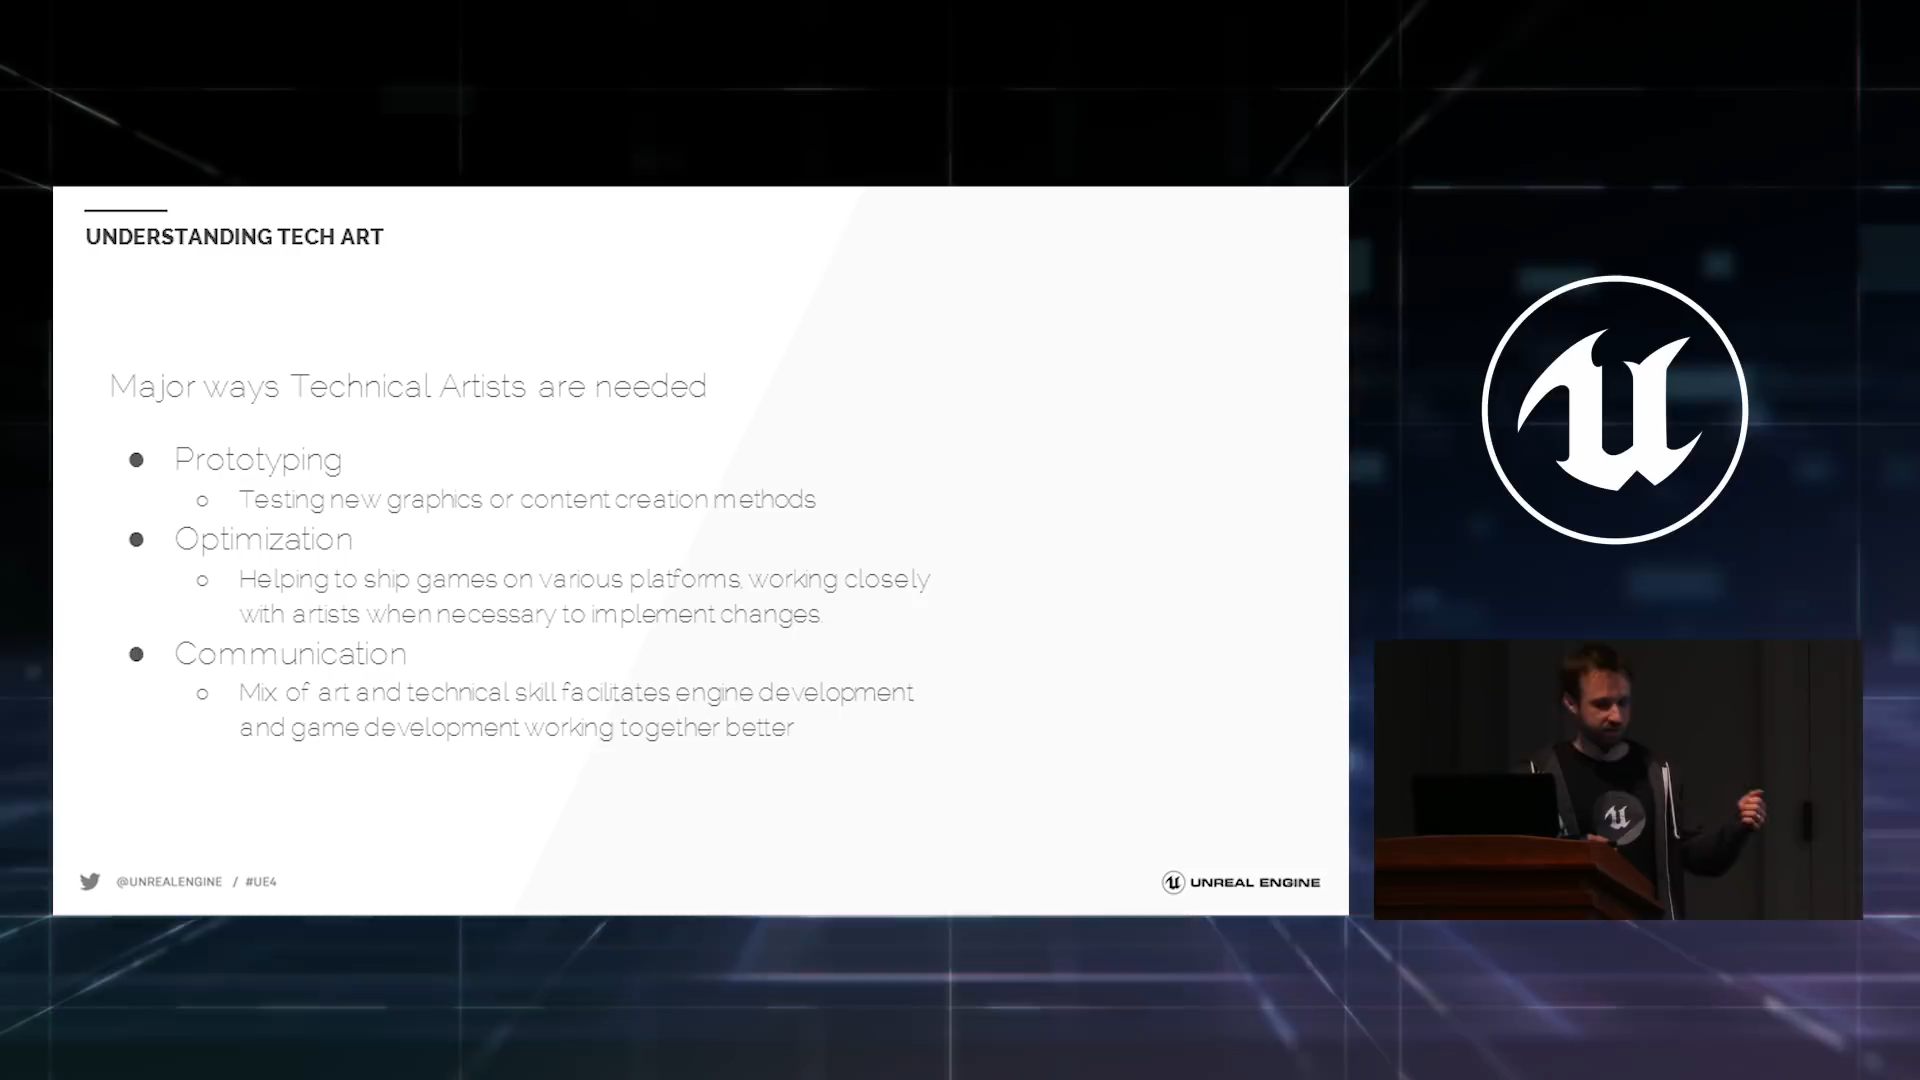 UNDERSTANDING TECH ART
Major ways Technical Artists are needed
● Prototyping
○ Testing new graphics or content creation methods
● Optimization
○ Helping to ship games on various platforms, working closely
with artists when necessary to implement changes.
● Communication
○ Mix of art and technical skill facilitates engine development
and game development working together better
@UNREALENGINE / #UE4
UNREAL ENGINE